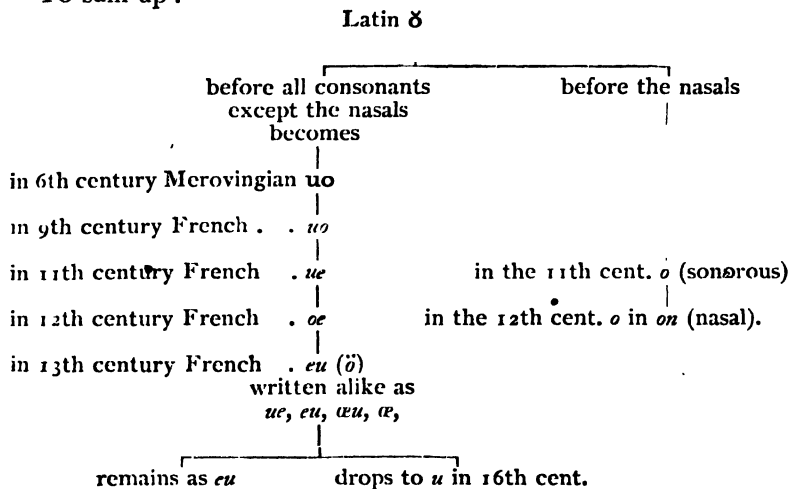 To sum up :
Latin ŏ
before all consonants before the nasals
except the nasals
becomes
in 6th century Merovingian uo
in 9th century French . . uo
in 11th century French . ue in the 11th cent. o (sonorous)
in 12th century French . oe in the 12th cent. o in on (nasal).
in 13th century French . eu (ö)
written alike as
ue, eu, œu, œ,
remains as eu drops to u in 16th cent.